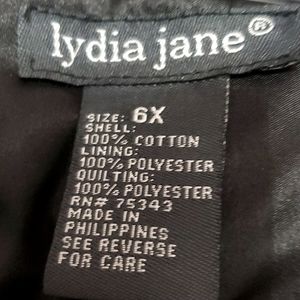 lydia jane®
SIZE: 6X
SHELL:
100% COTTON
LINING:
100% POLYESTER
QUILTING:
100% POLYESTER
RN# 75343
MADE IN
PHILIPPINES
SEE REVERSE
FOR CARE